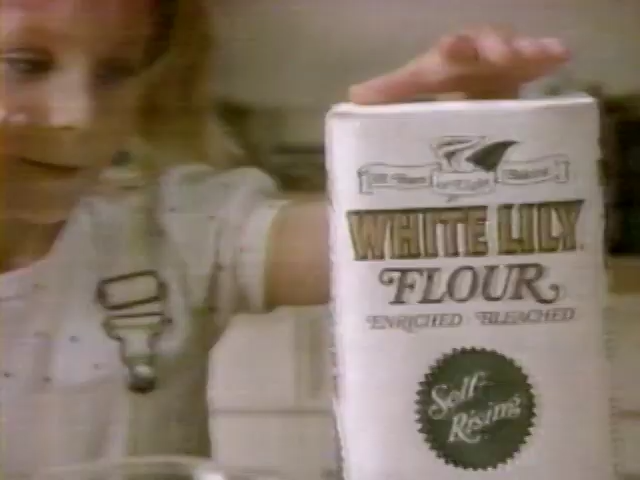 WHITE LILY
FLOUR
ENRICHED BLEACHED
Self-
Rising